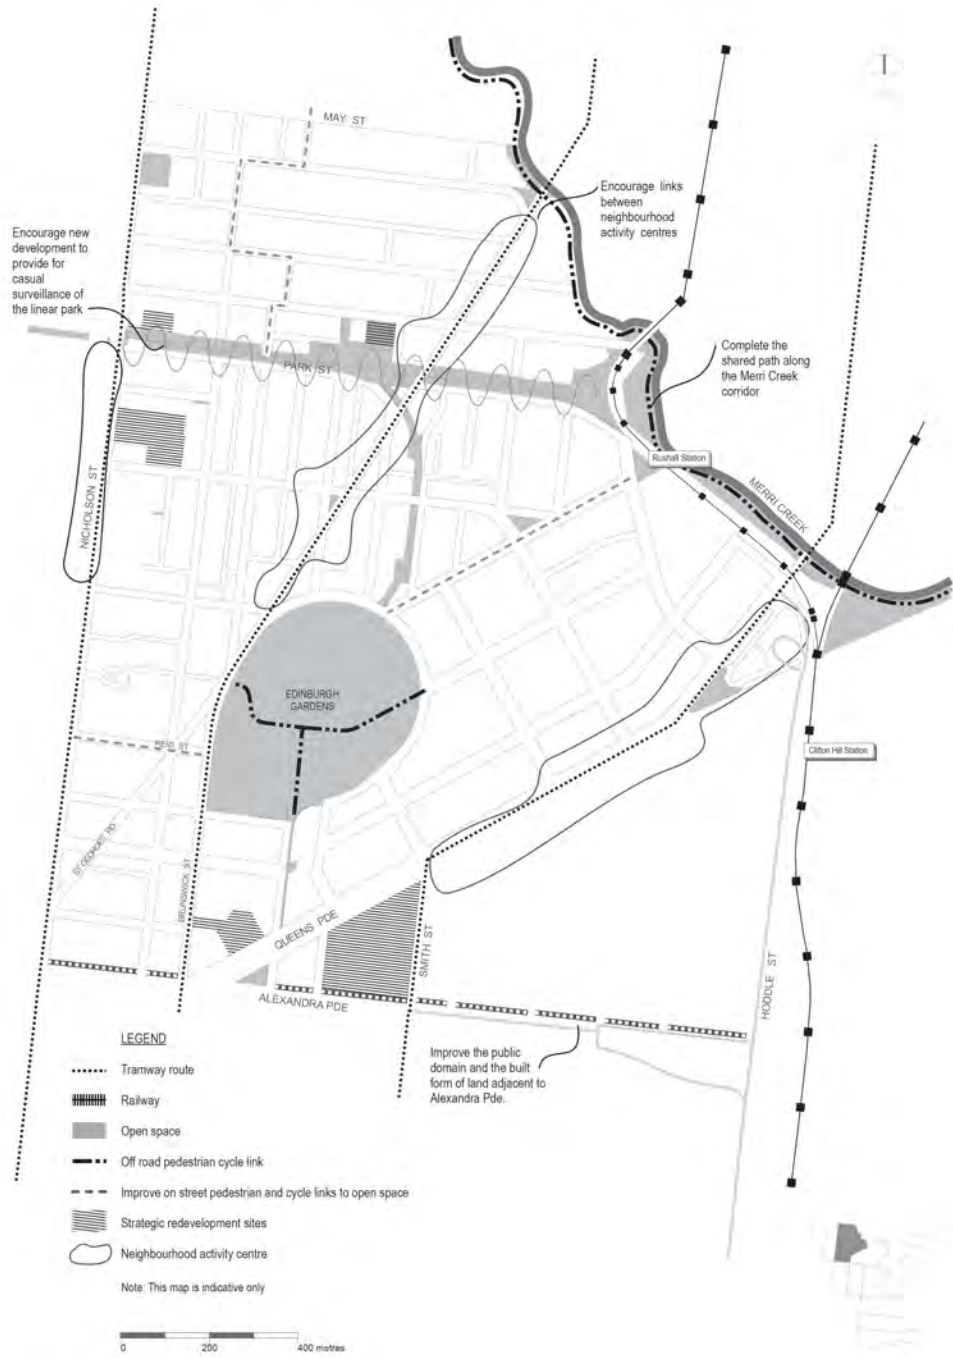 MAY ST
Encourage links
between
neighbourhood
activity centres
Encourage new
development to
provide for
casual
surveillance of
the linear park
PARK ST
Complete the
shared path along
the Merri Creek
corridor
Rushall Station
NICHOLSON ST
MERRI CREEK
EDINBURGH
GARDENS
REID ST
Clifton Hill Station
ST GEORGES RD
BRUNSWICK ST
QUEENS PDE
SMITH ST
HODDLE ST
ALEXANDRA PDE
Improve the public
domain and the built
form of land adjacent to
Alexandra Pde.
LEGEND
Tramway route
Railway
Open space
Off road pedestrian cycle link
Improve on street pedestrian and cycle links to open space
Strategic redevelopment sites
Neighbourhood activity centre
Note: This map is indicative only
0 200 400 metres